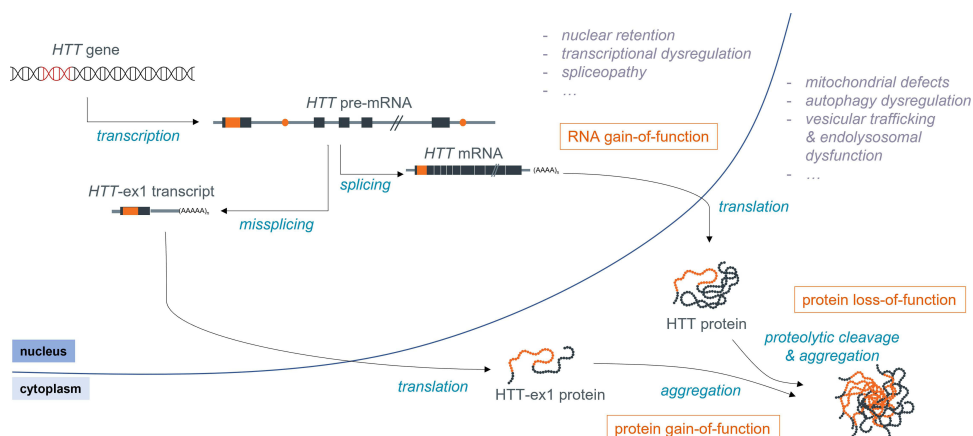 HTT gene
transcription
HTT pre-mRNA
- nuclear retention
- transcriptional dysregulation
- spliceopathy
- ...
RNA gain-of-function
- mitochondrial defects
- autophagy dysregulation
- vesicular trafficking
& endolysosomal
dysfunction
- ...
splicing
HTT mRNA
(AAAA)n
HTT-ex1 transcript
(AAAAA)n
missplicing
translation
HTT protein
protein loss-of-function
proteolytic cleavage
& aggregation
nucleus
cytoplasm
translation
HTT-ex1 protein
aggregation
protein gain-of-function